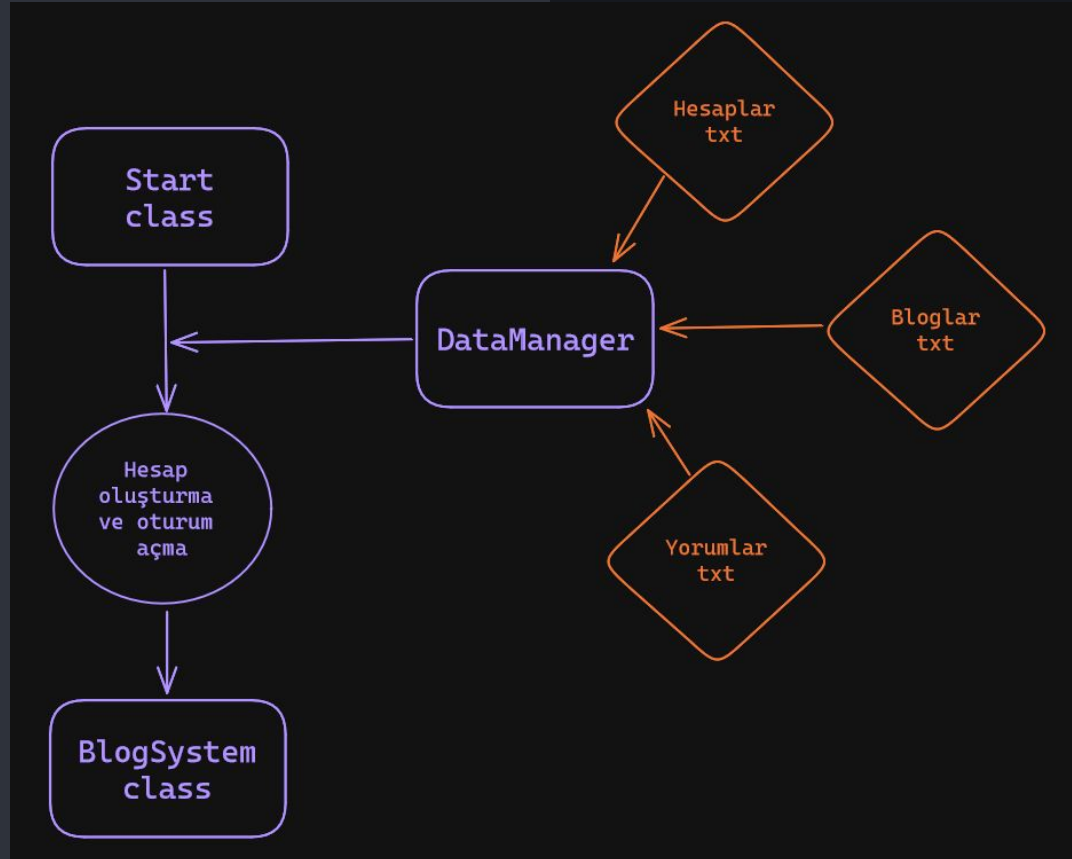 Start
class
Hesaplar
txt
DataManager
Bloglar
txt
Hesap
oluşturma
ve oturum
açma
Yorumlar
txt
BlogSystem
class